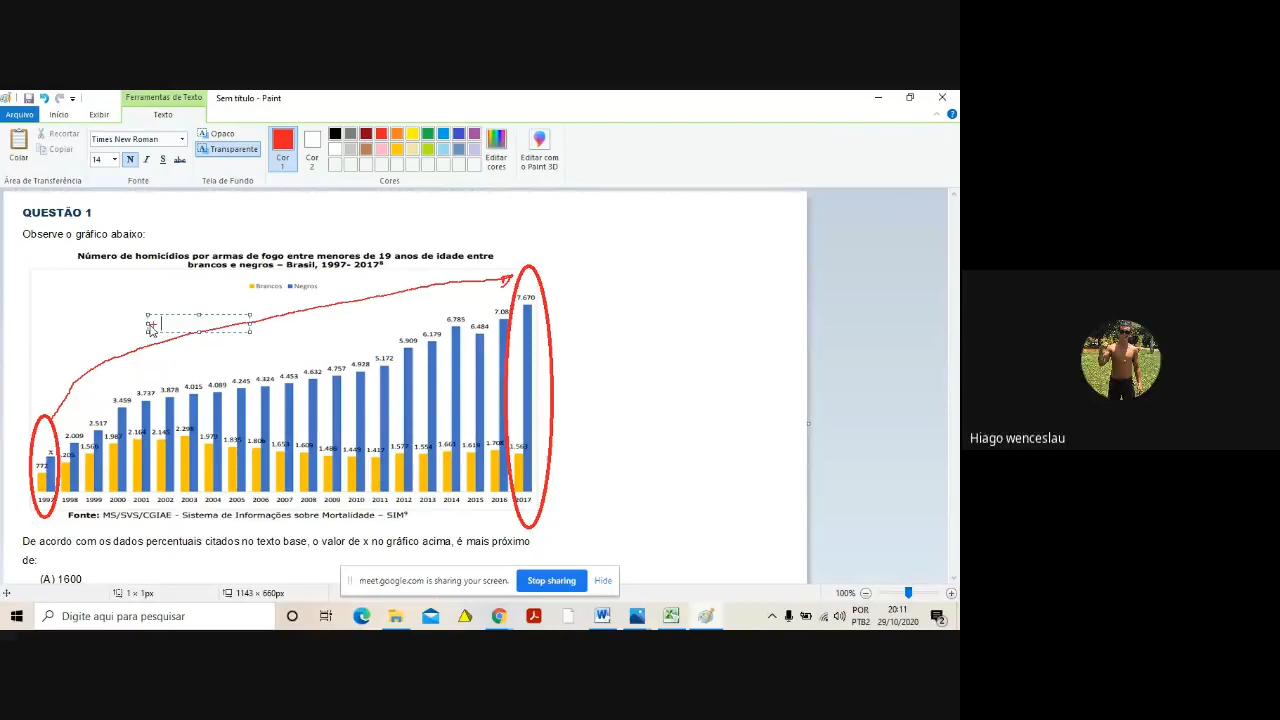 Ferramentas de Texto
Sem título - Paint
Arquivo
Início
Exibir
Texto
Colar
Recortar
Copiar
Área de Transferência
Times New Roman
14
N I S abc
Fonte
Opaco
Transparente
Tela de Fundo
Cor 1
Cor 2
Editar cores
Editar com o Paint 3D
Cores
QUESTÃO 1
Observe o gráfico abaixo:
Número de homicídios por armas de fogo entre menores de 19 anos de idade entre
brancos e negros – Brasil, 1997- 2017⁸
Brancos Negros
772 1.205 1.566 1.987 2.164 2.145 2.298 1.979 1.835 1.806 1.653 1.609 1.486 1.449 1.417 1.577 1.554 1.661 1.619 1.708 1.563
x 2.009 2.517 3.459 3.737 3.878 4.015 4.089 4.245 4.324 4.453 4.632 4.757 4.928 5.172 5.909 6.179 6.785 6.484 7.670
1997 1998 1999 2000 2001 2002 2003 2004 2005 2006 2007 2008 2009 2010 2011 2012 2013 2014 2015 2016 2017
Fonte: MS/SVS/CGIAE - Sistema de Informações sobre Mortalidade – SIM⁹
De acordo com os dados percentuais citados no texto base, o valor de x no gráfico acima, é mais próximo
de:
(A) 1600
meet.google.com is sharing your screen.
Stop sharing
Hide
1 × 1px
1143 × 660px
100%
Digite aqui para pesquisar
POR
PTB2
20:11
29/10/2020
2
Hiago wenceslau